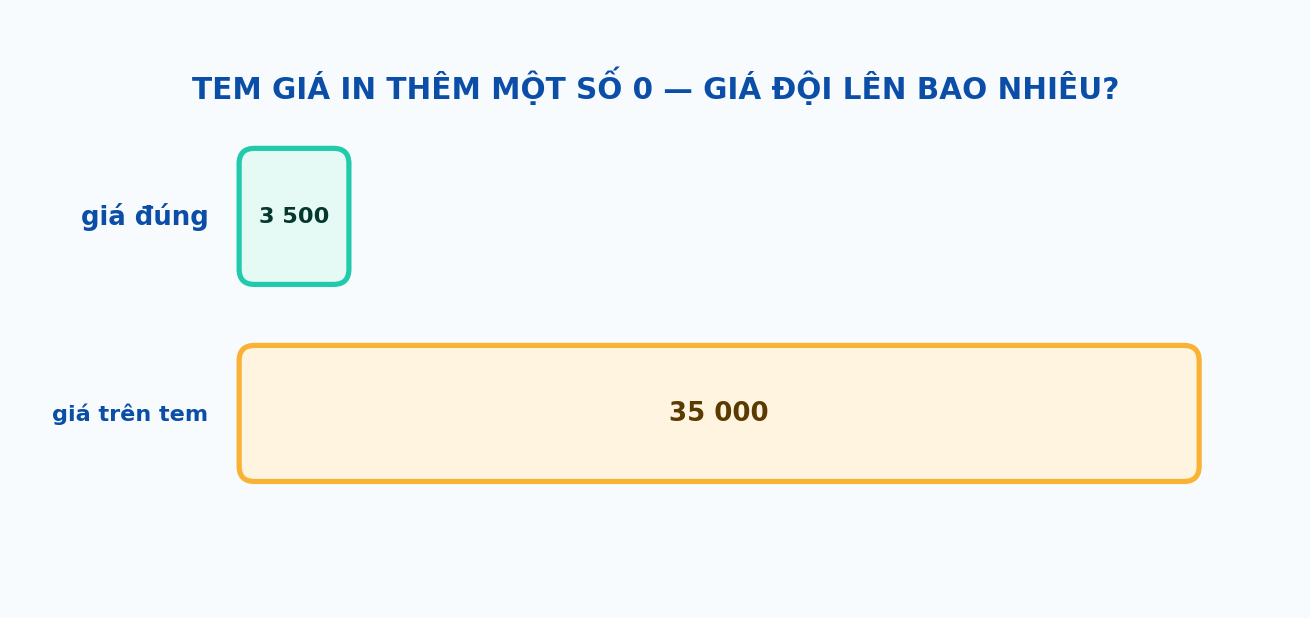 TEM GIÁ IN THÊM MỘT SỐ 0 — GIÁ ĐỘI LÊN BAO NHIÊU?
giá đúng
3 500
giá trên tem
35 000